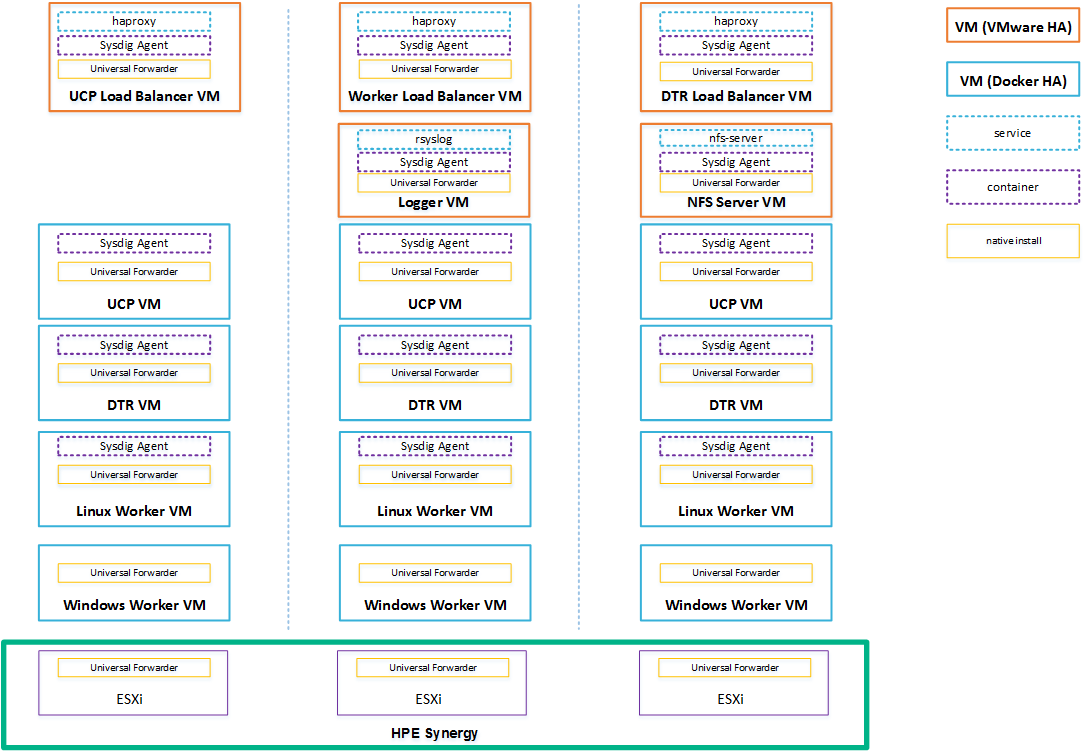 haproxy
Sysdig Agent
Universal Forwarder
UCP Load Balancer VM
haproxy
Sysdig Agent
Universal Forwarder
Worker Load Balancer VM
haproxy
Sysdig Agent
Universal Forwarder
DTR Load Balancer VM
VM (VMware HA)
VM (Docker HA)
service
container
native install
rsyslog
Sysdig Agent
Universal Forwarder
Logger VM
nfs-server
Sysdig Agent
Universal Forwarder
NFS Server VM
Sysdig Agent
Universal Forwarder
UCP VM
Sysdig Agent
Universal Forwarder
UCP VM
Sysdig Agent
Universal Forwarder
UCP VM
Sysdig Agent
Universal Forwarder
DTR VM
Sysdig Agent
Universal Forwarder
DTR VM
Sysdig Agent
Universal Forwarder
DTR VM
Sysdig Agent
Universal Forwarder
Linux Worker VM
Sysdig Agent
Universal Forwarder
Linux Worker VM
Sysdig Agent
Universal Forwarder
Linux Worker VM
Universal Forwarder
Windows Worker VM
Universal Forwarder
Windows Worker VM
Universal Forwarder
Windows Worker VM
Universal Forwarder
ESXi
Universal Forwarder
ESXi
Universal Forwarder
ESXi
HPE Synergy